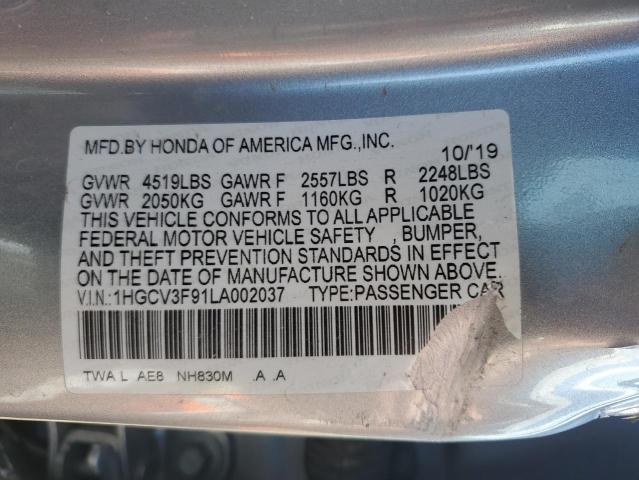 MFD.BY HONDA OF AMERICA MFG.,INC. 10/'19
GVWR 4519LBS GAWR F 2557LBS R 2248LBS
GVWR 2050KG GAWR F 1160KG R 1020KG
THIS VEHICLE CONFORMS TO ALL APPLICABLE
FEDERAL MOTOR VEHICLE SAFETY , BUMPER,
AND THEFT PREVENTION STANDARDS IN EFFECT
ON THE DATE OF MANUFACTURE SHOWN ABOVE.
V.I.N.:1HGCV3F91LA002037 TYPE:PASSENGER CAR
TWA L AE8 NH830M .A .A